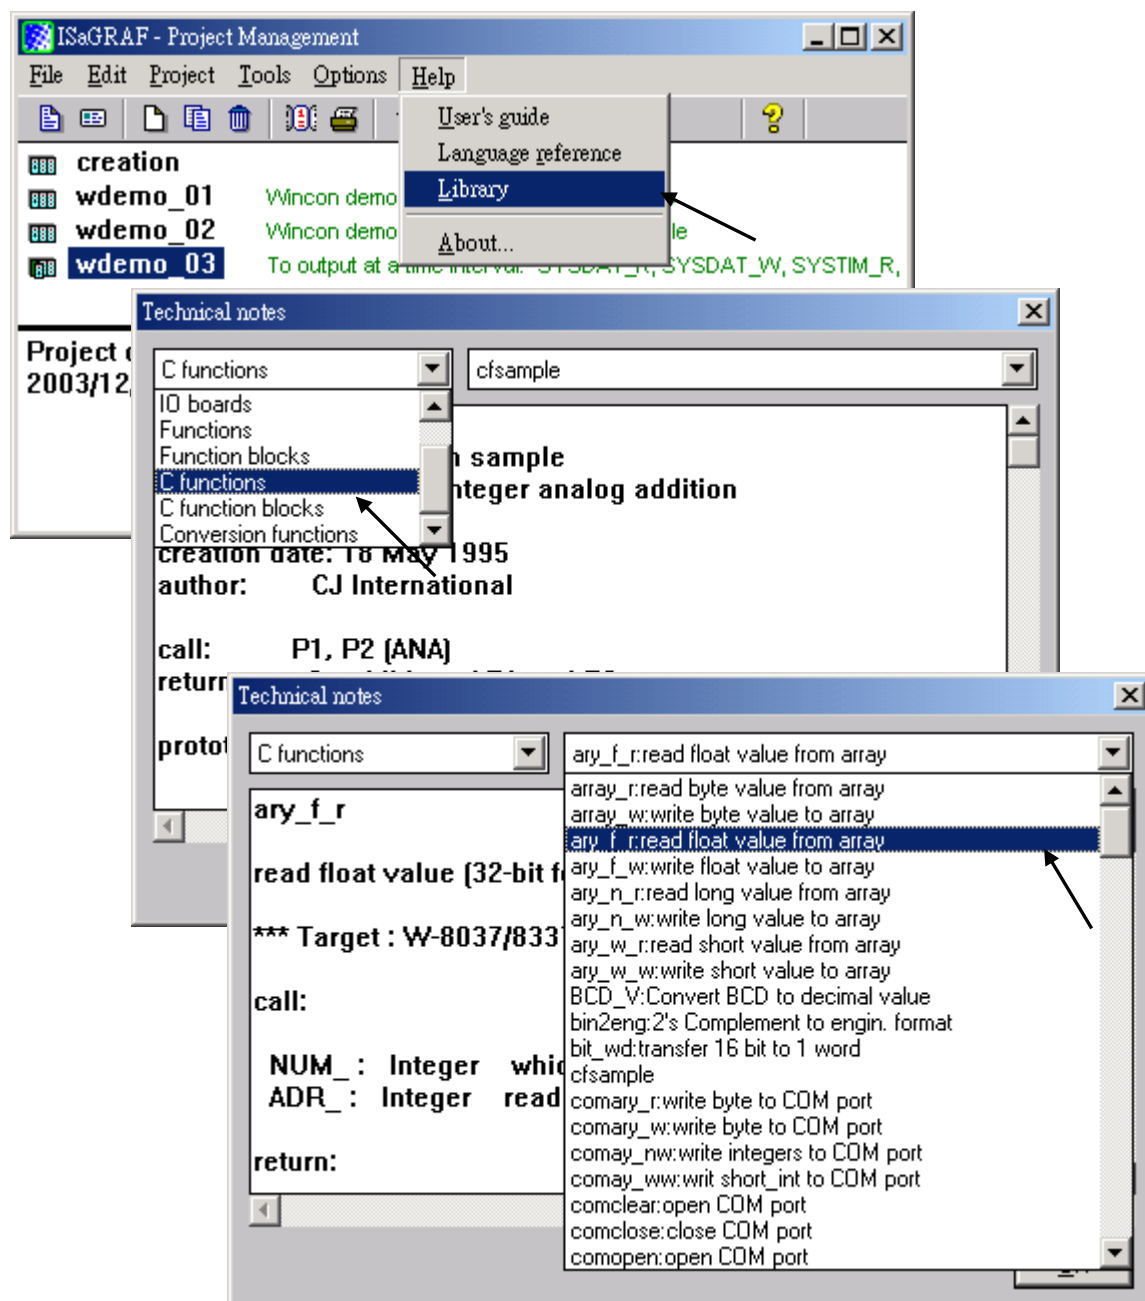 ISaGRAF - Project Management
File Edit Project Tools Options Help
User's guide
Language reference
Library
About...
creation
wdemo_01 Wincon demo
wdemo_02 Wincon demo le
wdemo_03 To output at a time interval. SYSDAT_R, SYSDAT_W, SYSTIM_R,
Project
2003/12/
Technical notes
C functions cfsample
IO boards
Functions
Function blocks
C functions
C function blocks
Conversion functions
sample
nteger analog addition
creation date: 18 May 1995
author: CJ International
call: P1, P2 (ANA)
return
protot
Technical notes
C functions ary_f_r:read float value from array
ary_f_r
read float value (32-bit f
*** Target : W-8037/833
call:
NUM_ : Integer whic
ADR_ : Integer read
return:
array_r:read byte value from array
array_w:write byte value to array
ary_f_r:read float value from array
ary_f_w:write float value to array
ary_n_r:read long value from array
ary_n_w:write long value to array
ary_w_r:read short value from array
ary_w_w:write short value to array
BCD_V:Convert BCD to decimal value
bin2eng:2's Complement to engin. format
bit_wd:transfer 16 bit to 1 word
cfsample
comary_r:write byte to COM port
comary_w:write byte to COM port
comay_nw:write integers to COM port
comay_ww:writ short_int to COM port
comclear:open COM port
comclose:close COM port
comopen:open COM port